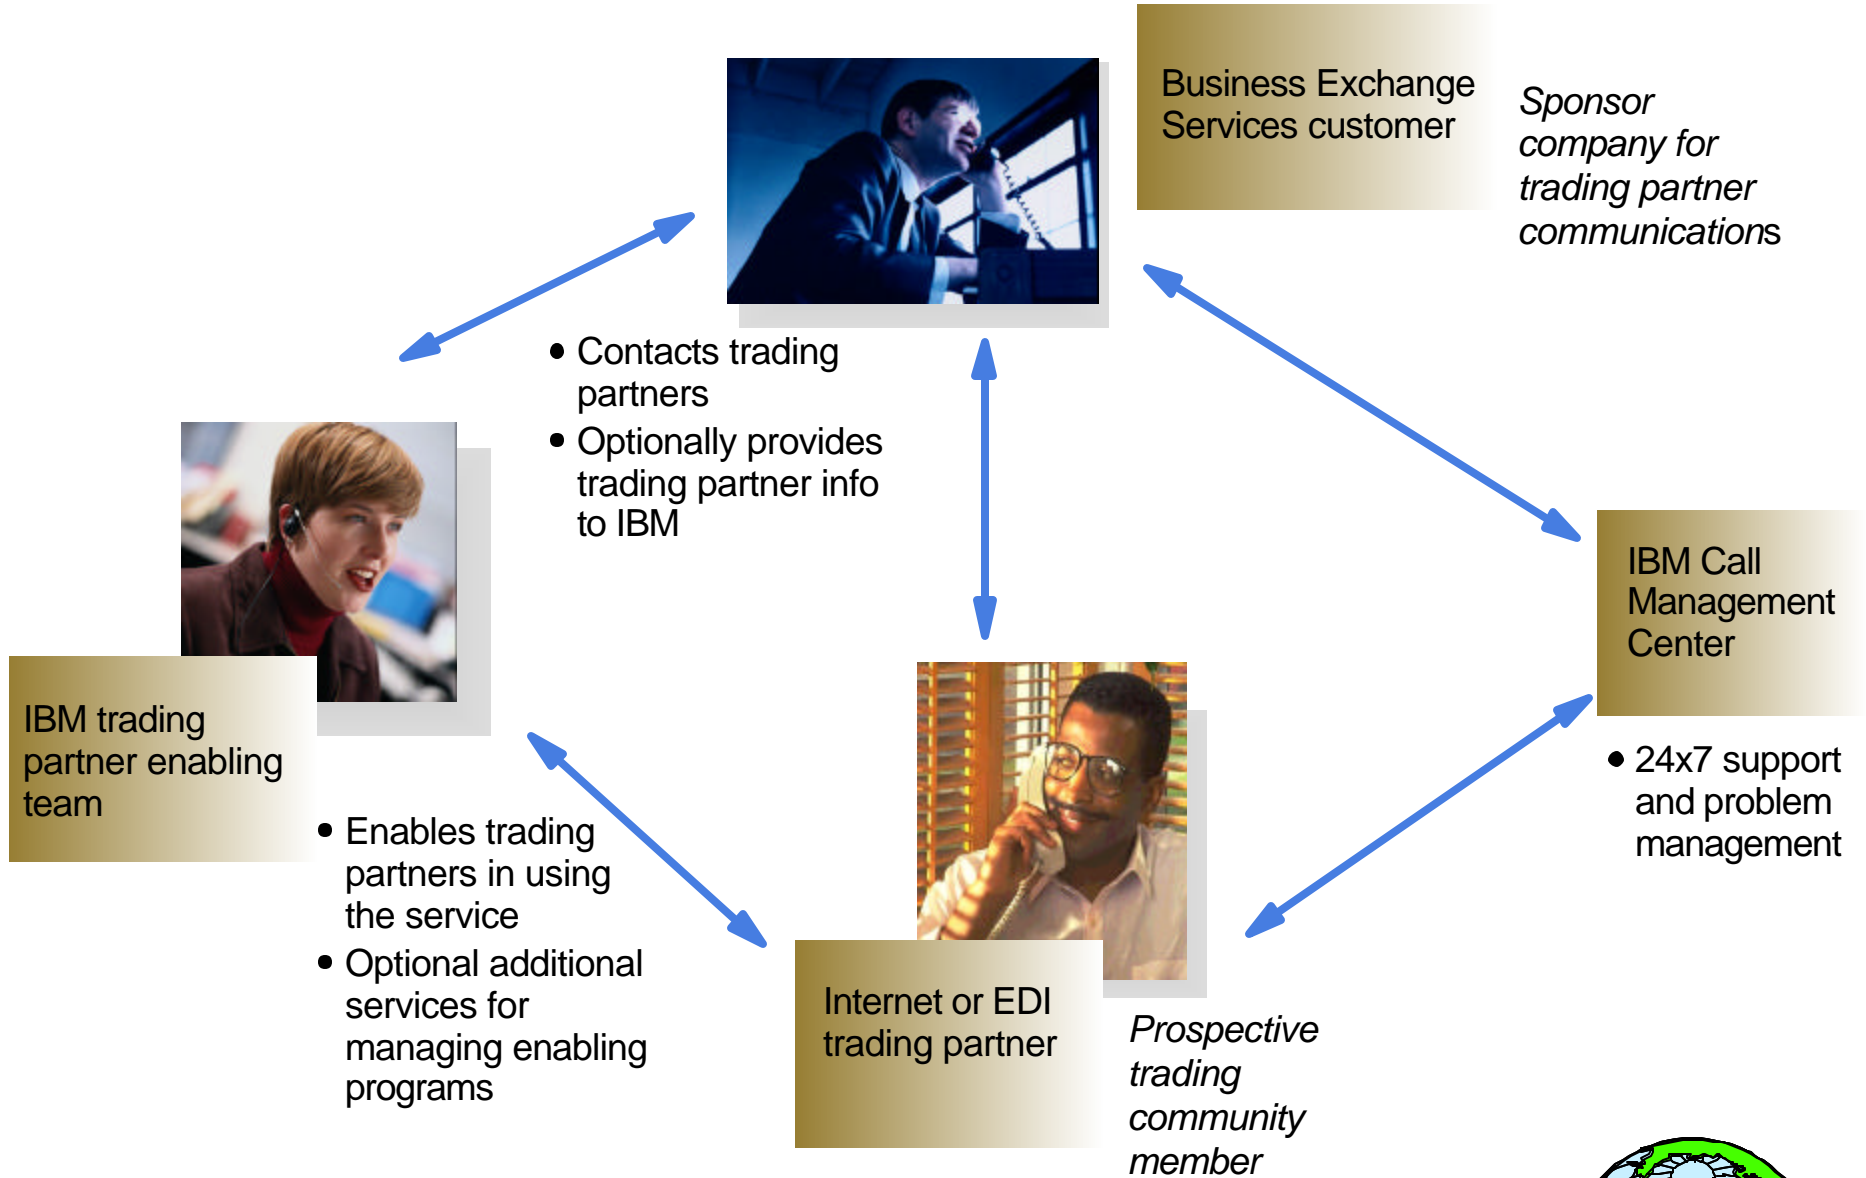 Business Exchange
Services customer
Sponsor
company for
trading partner
communications
• Contacts trading
partners
• Optionally provides
trading partner info
to IBM
IBM Call
Management
Center
• 24x7 support
and problem
management
IBM trading
partner enabling
team
• Enables trading
partners in using
the service
• Optional additional
services for
managing enabling
programs
Internet or EDI
trading partner
Prospective
trading
community
member